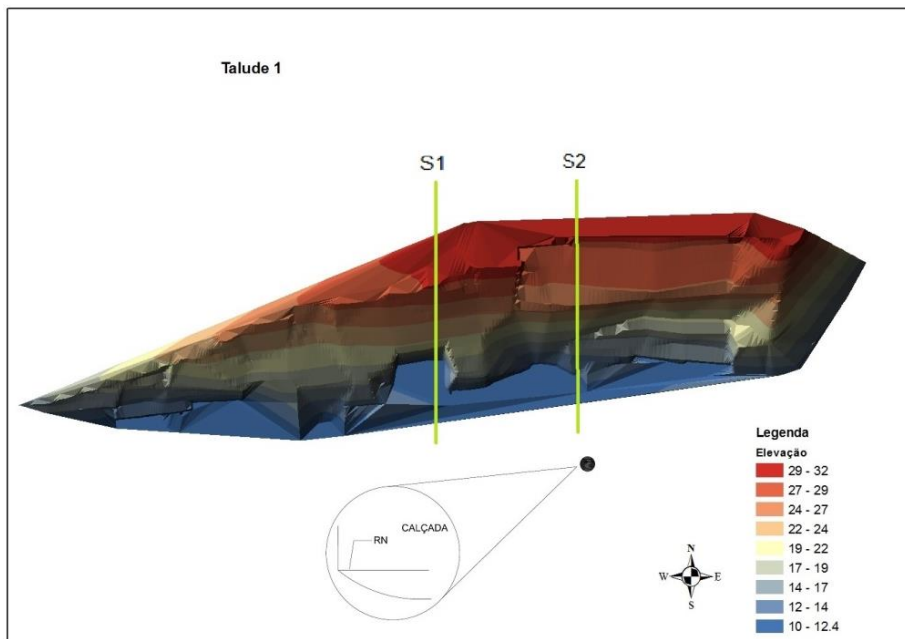 Talude 1
S1
S2
CALÇADA
RN
Legenda
Elevação
29 - 32
27 - 29
24 - 27
22 - 24
19 - 22
17 - 19
14 - 17
12 - 14
10 - 12.4
N
W
E
S